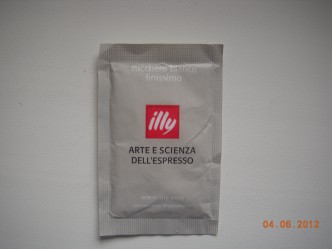 zucchero bianco
finissimo
illy
ARTE E SCIENZA
DELL'ESPRESSO
04.06.2012